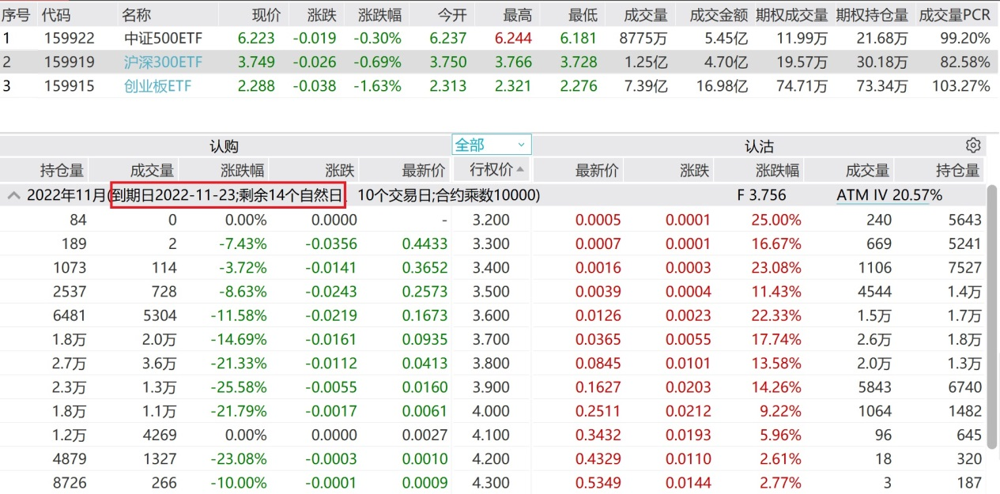 序号 代码 名称 现价 涨跌 涨跌幅 今开 最高 最低 成交量 成交金额 期权成交量 期权持仓量 成交量PCR
1 159922 中证500ETF 6.223 -0.019 -0.30% 6.237 6.244 6.181 8775万 5.45亿 11.99万 21.68万 99.20%
2 159919 沪深300ETF 3.749 -0.026 -0.69% 3.750 3.766 3.728 1.25亿 4.70亿 19.57万 30.18万 82.58%
3 159915 创业板ETF 2.288 -0.038 -1.63% 2.313 2.321 2.276 7.39亿 16.98亿 74.71万 73.34万 103.27%
认购 全部 认沽
持仓量 成交量 涨跌幅 涨跌 最新价 行权价 最新价 涨跌 涨跌幅 成交量 持仓量
2022年11月(到期日2022-11-23;剩余14个自然日、10个交易日;合约乘数10000) F 3.756 ATM IV 20.57%
84 0 0.00% 0.0000 - 3.200 0.0005 0.0001 25.00% 240 5643
189 2 -7.43% -0.0356 0.4433 3.300 0.0007 0.0001 16.67% 669 5241
1073 114 -3.72% -0.0141 0.3652 3.400 0.0016 0.0003 23.08% 1106 7527
2537 728 -8.63% -0.0243 0.2573 3.500 0.0039 0.0004 11.43% 4544 1.4万
6481 5304 -11.58% -0.0219 0.1673 3.600 0.0126 0.0023 22.33% 1.5万 1.7万
1.8万 2.0万 -14.69% -0.0161 0.0935 3.700 0.0365 0.0055 17.74% 2.6万 1.8万
2.7万 3.6万 -21.33% -0.0112 0.0413 3.800 0.0845 0.0101 13.58% 2.0万 1.3万
2.3万 1.3万 -25.58% -0.0055 0.0160 3.900 0.1627 0.0203 14.26% 5843 6740
1.8万 1.1万 -21.79% -0.0017 0.0061 4.000 0.2511 0.0212 9.22% 1064 1482
1.2万 4269 0.00% 0.0000 0.0027 4.100 0.3432 0.0193 5.96% 96 645
4879 1327 -23.08% -0.0003 0.0010 4.200 0.4329 0.0110 2.61% 18 320
8726 266 -10.00% -0.0001 0.0009 4.300 0.5349 0.0144 2.77% 3 187